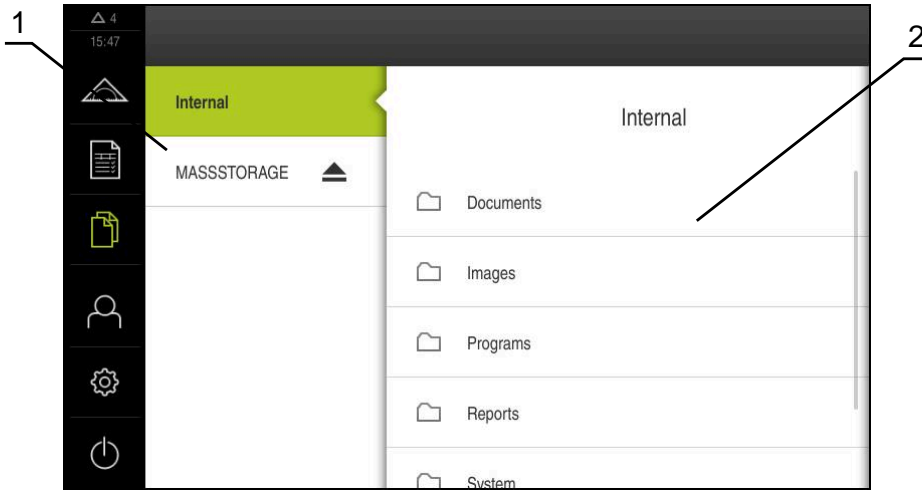 1
2
4
15:47
Internal
MASSSTORAGE
Internal
Documents
Images
Programs
Reports
System